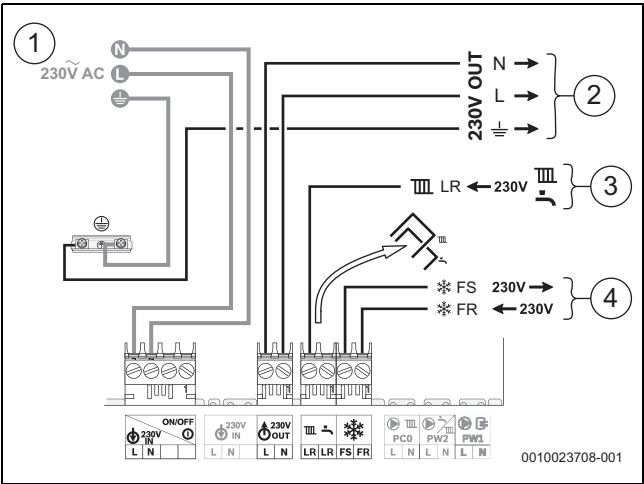 1
N
230V AC L
230V OUT
N
L
2
LR 230V
3
FS 230V
FR 230V
4
ON/OFF
230V IN
L N
230V IN
L N
230V OUT
L N
LR LR FS FR
PC0
L N
PW2
L N
PW1
L N
0010023708-001